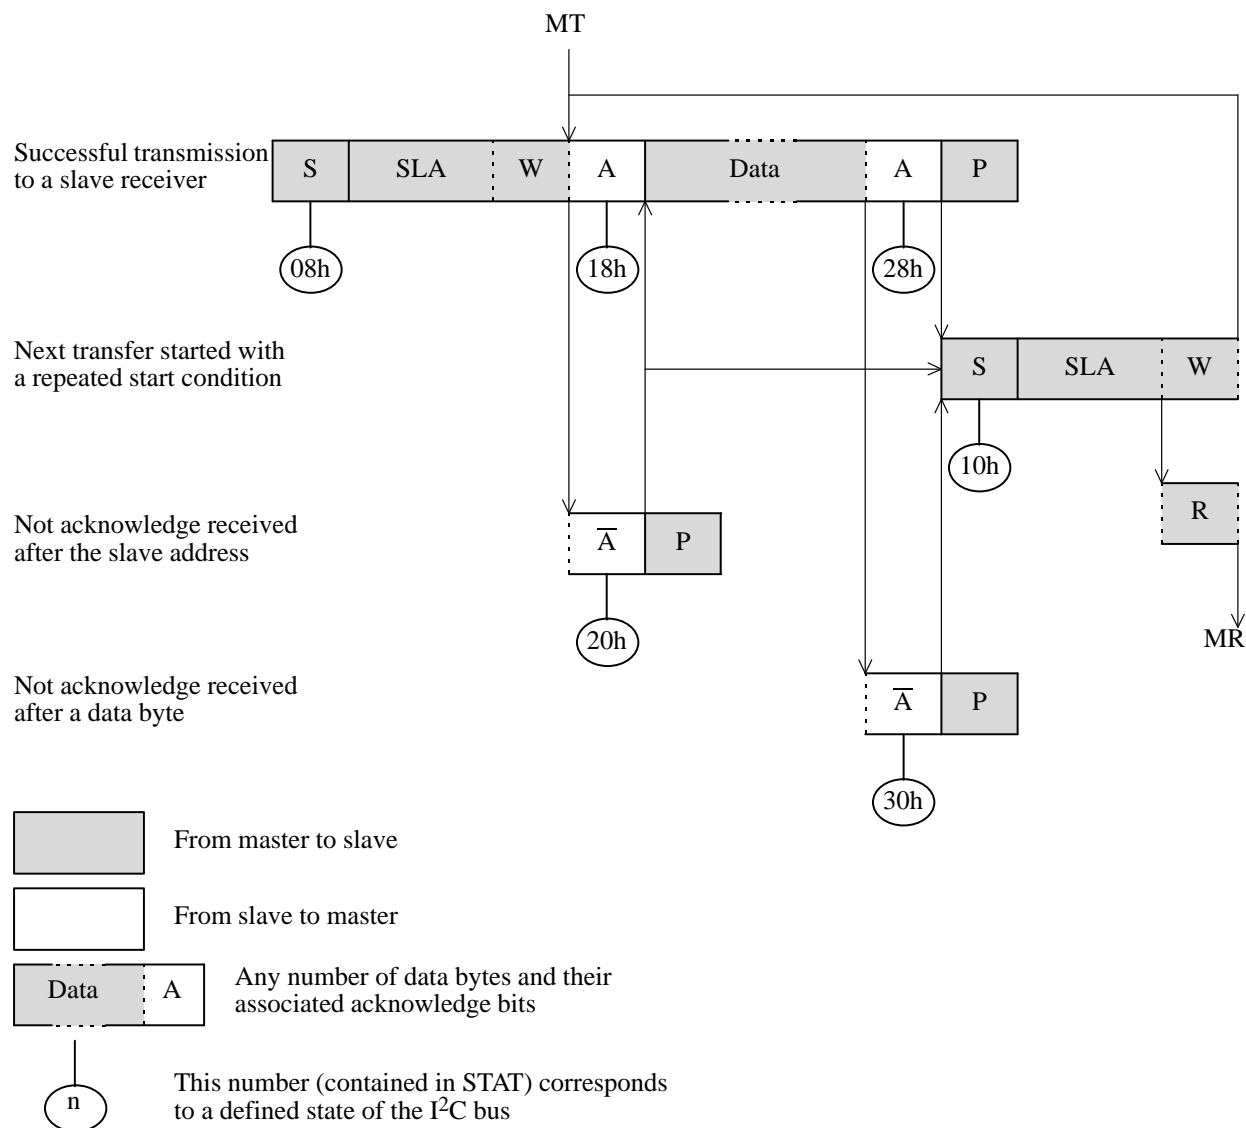 MT
Successful transmission
to a slave receiver
S SLA W A Data A P
08h 18h 28h
Next transfer started with
a repeated start condition
S SLA W
10h
Not acknowledge received
after the slave address
A̅ P
R
20h
MR
Not acknowledge received
after a data byte
A̅ P
30h
From master to slave
From slave to master
Data A
Any number of data bytes and their
associated acknowledge bits
n
This number (contained in STAT) corresponds
to a defined state of the I²C bus